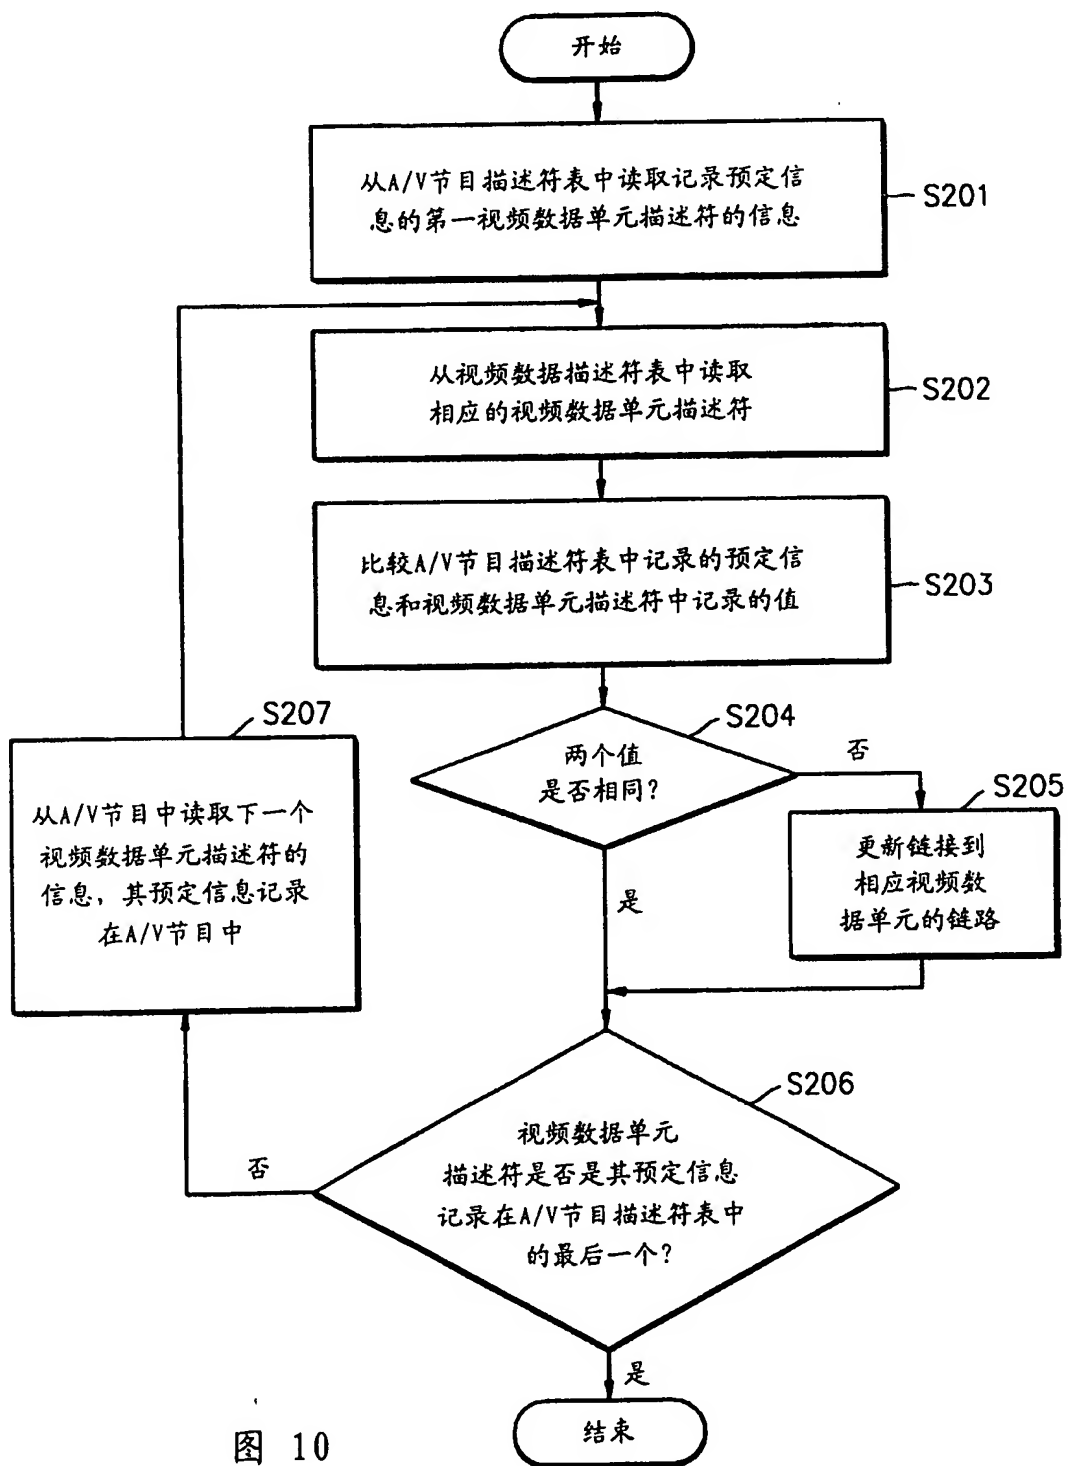 开始
从A/V节目描述符表中读取记录预定信
息的第一视频数据单元描述符的信息
S201
从视频数据描述符表中读取
相应的视频数据单元描述符
S202
比较A/V节目描述符表中记录的预定信
息和视频数据单元描述符中记录的值
S203
两个值
是否相同?
S204
否
是
更新链接到
相应视频数
据单元的链路
S205
S207
从A/V节目中读取下一个
视频数据单元描述符的
信息, 其预定信息记录
在A/V节目中
视频数据单元
描述符是否是其预定信息
记录在A/V节目描述符表中
的最后一个?
S206
否
是
结束
图 10